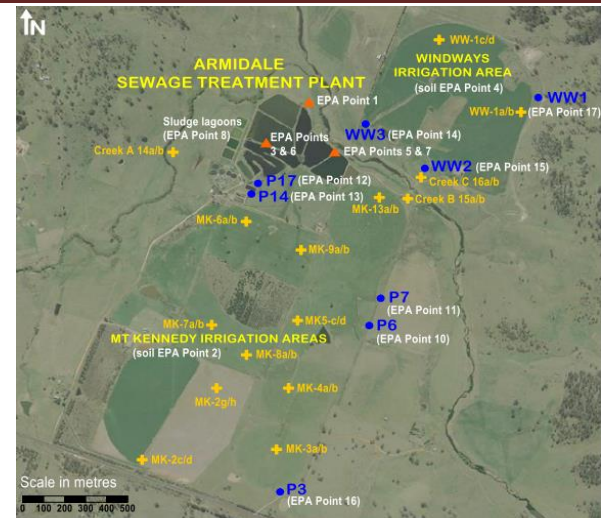 N
ARMIDALE
SEWAGE TREATMENT PLANT
WW-1c/d
WINDWAYS
IRRIGATION AREA
(soil EPA Point 4)
EPA Point 1
WW1
(EPA Point 17)
WW-1a/b
Sludge lagoons
(EPA Point 8)
WW3 (EPA Point 14)
EPA Points
3 & 6
EPA Points 5 & 7
Creek A 14a/b
WW2 (EPA Point 15)
Creek C 16a/b
P17 (EPA Point 12)
P14 (EPA Point 13)
MK-13a/b
Creek B 15a/b
MK-6a/b
MK-9a/b
P7
(EPA Point 11)
MK-7a/b
MK5-c/d
P6
(EPA Point 10)
MT KENNEDY IRRIGATION AREAS
(soil EPA Point 2)
MK-8a/b
MK-2g/h
MK-4a/b
MK-3a/b
MK-2c/d
Scale in metres
0 100 200 300 400 500
P3
(EPA Point 16)